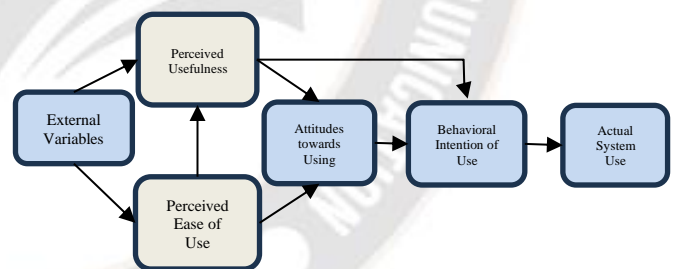 Perceived
Usefulness
External
Variables
Attitudes
towards
Using
Behavioral
Intention of
Use
Actual
System
Use
Perceived
Ease of
Use